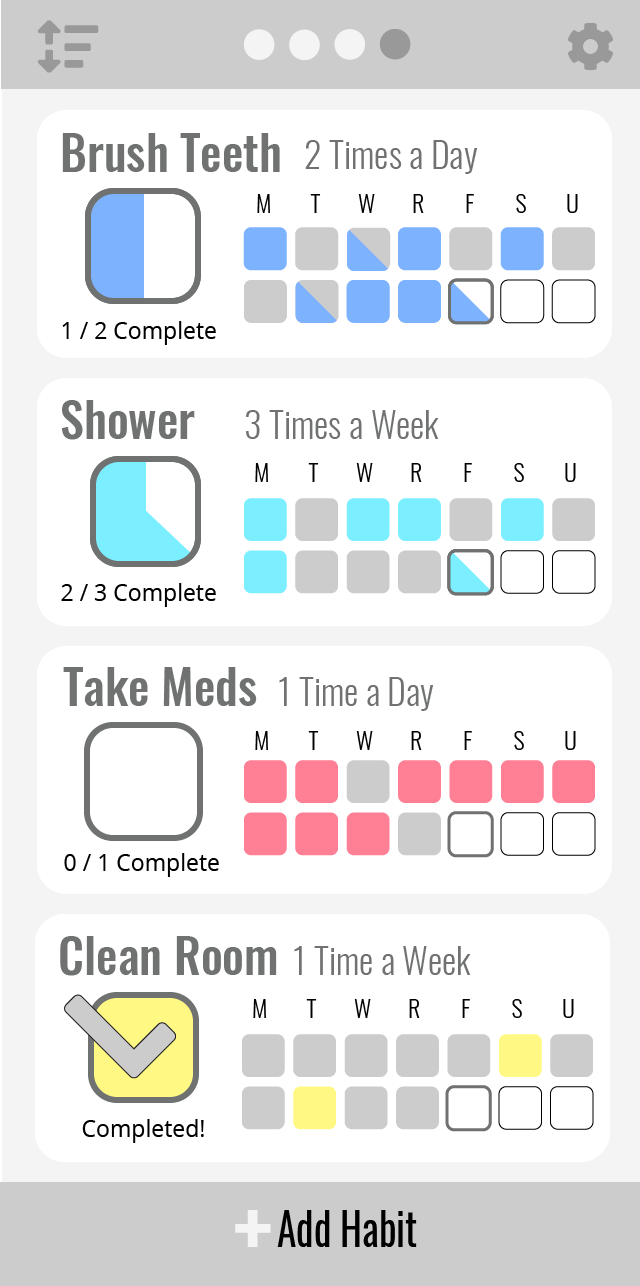 Brush Teeth 2 Times a Day
M T W R F S U
1 / 2 Complete
Shower 3 Times a Week
M T W R F S U
2 / 3 Complete
Take Meds 1 Time a Day
M T W R F S U
0 / 1 Complete
Clean Room 1 Time a Week
M T W R F S U
Completed!
Add Habit